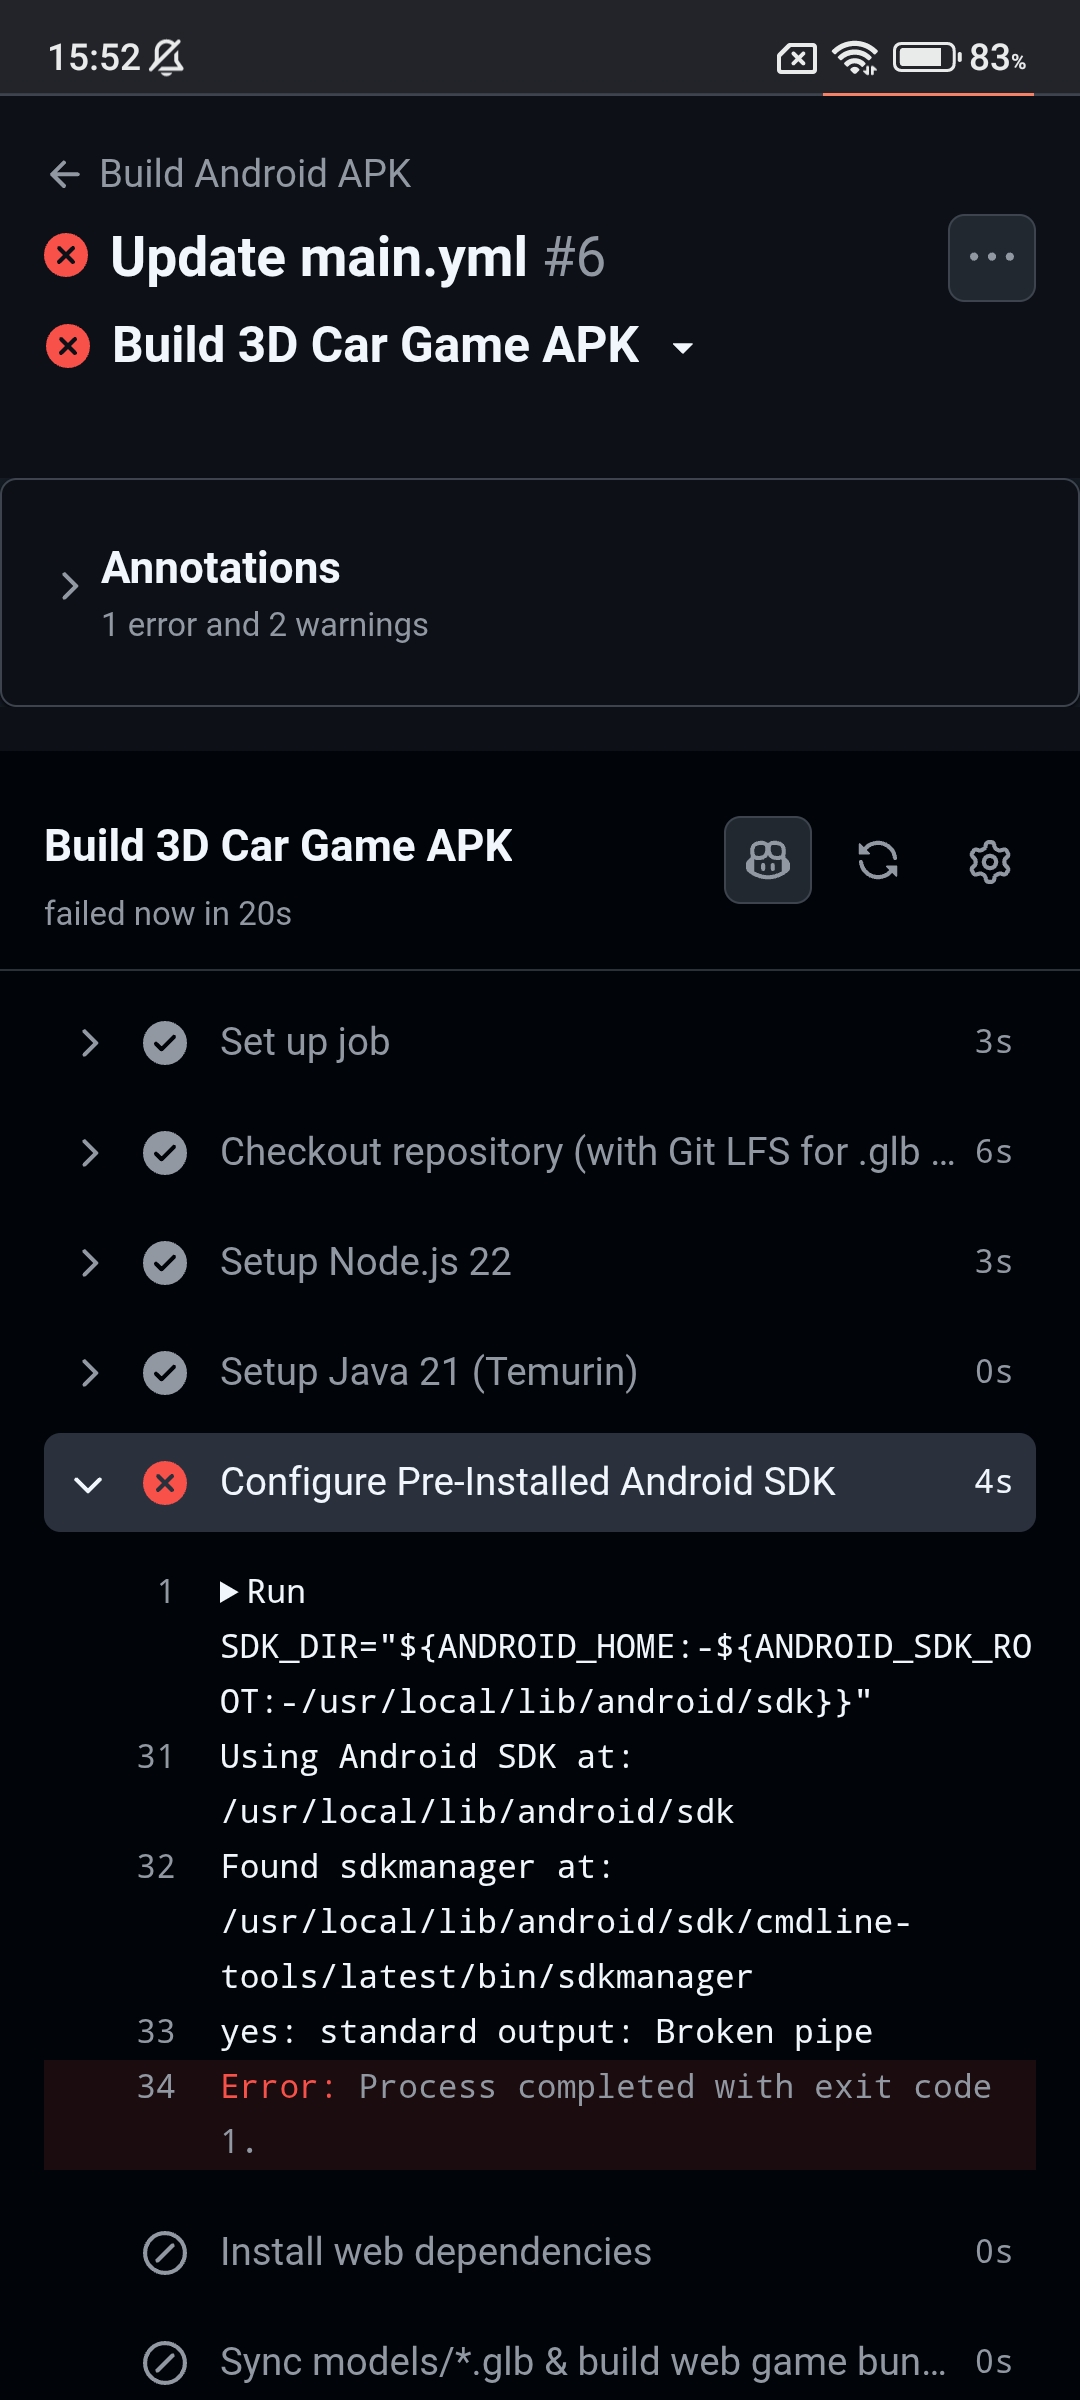 15:52
83%
Build Android APK
Update main.yml #6
Build 3D Car Game APK
Annotations
1 error and 2 warnings
Build 3D Car Game APK
failed now in 20s
Set up job 3s
Checkout repository (with Git LFS for .glb … 6s
Setup Node.js 22 3s
Setup Java 21 (Temurin) 0s
Configure Pre-Installed Android SDK 4s
1 Run
SDK_DIR="${ANDROID_HOME:-${ANDROID_SDK_RO
OT:-/usr/local/lib/android/sdk}}"
31 Using Android SDK at:
/usr/local/lib/android/sdk
32 Found sdkmanager at:
/usr/local/lib/android/sdk/cmdline-
tools/latest/bin/sdkmanager
33 yes: standard output: Broken pipe
34 Error: Process completed with exit code
1.
Install web dependencies 0s
Sync models/*.glb & build web game bun… 0s